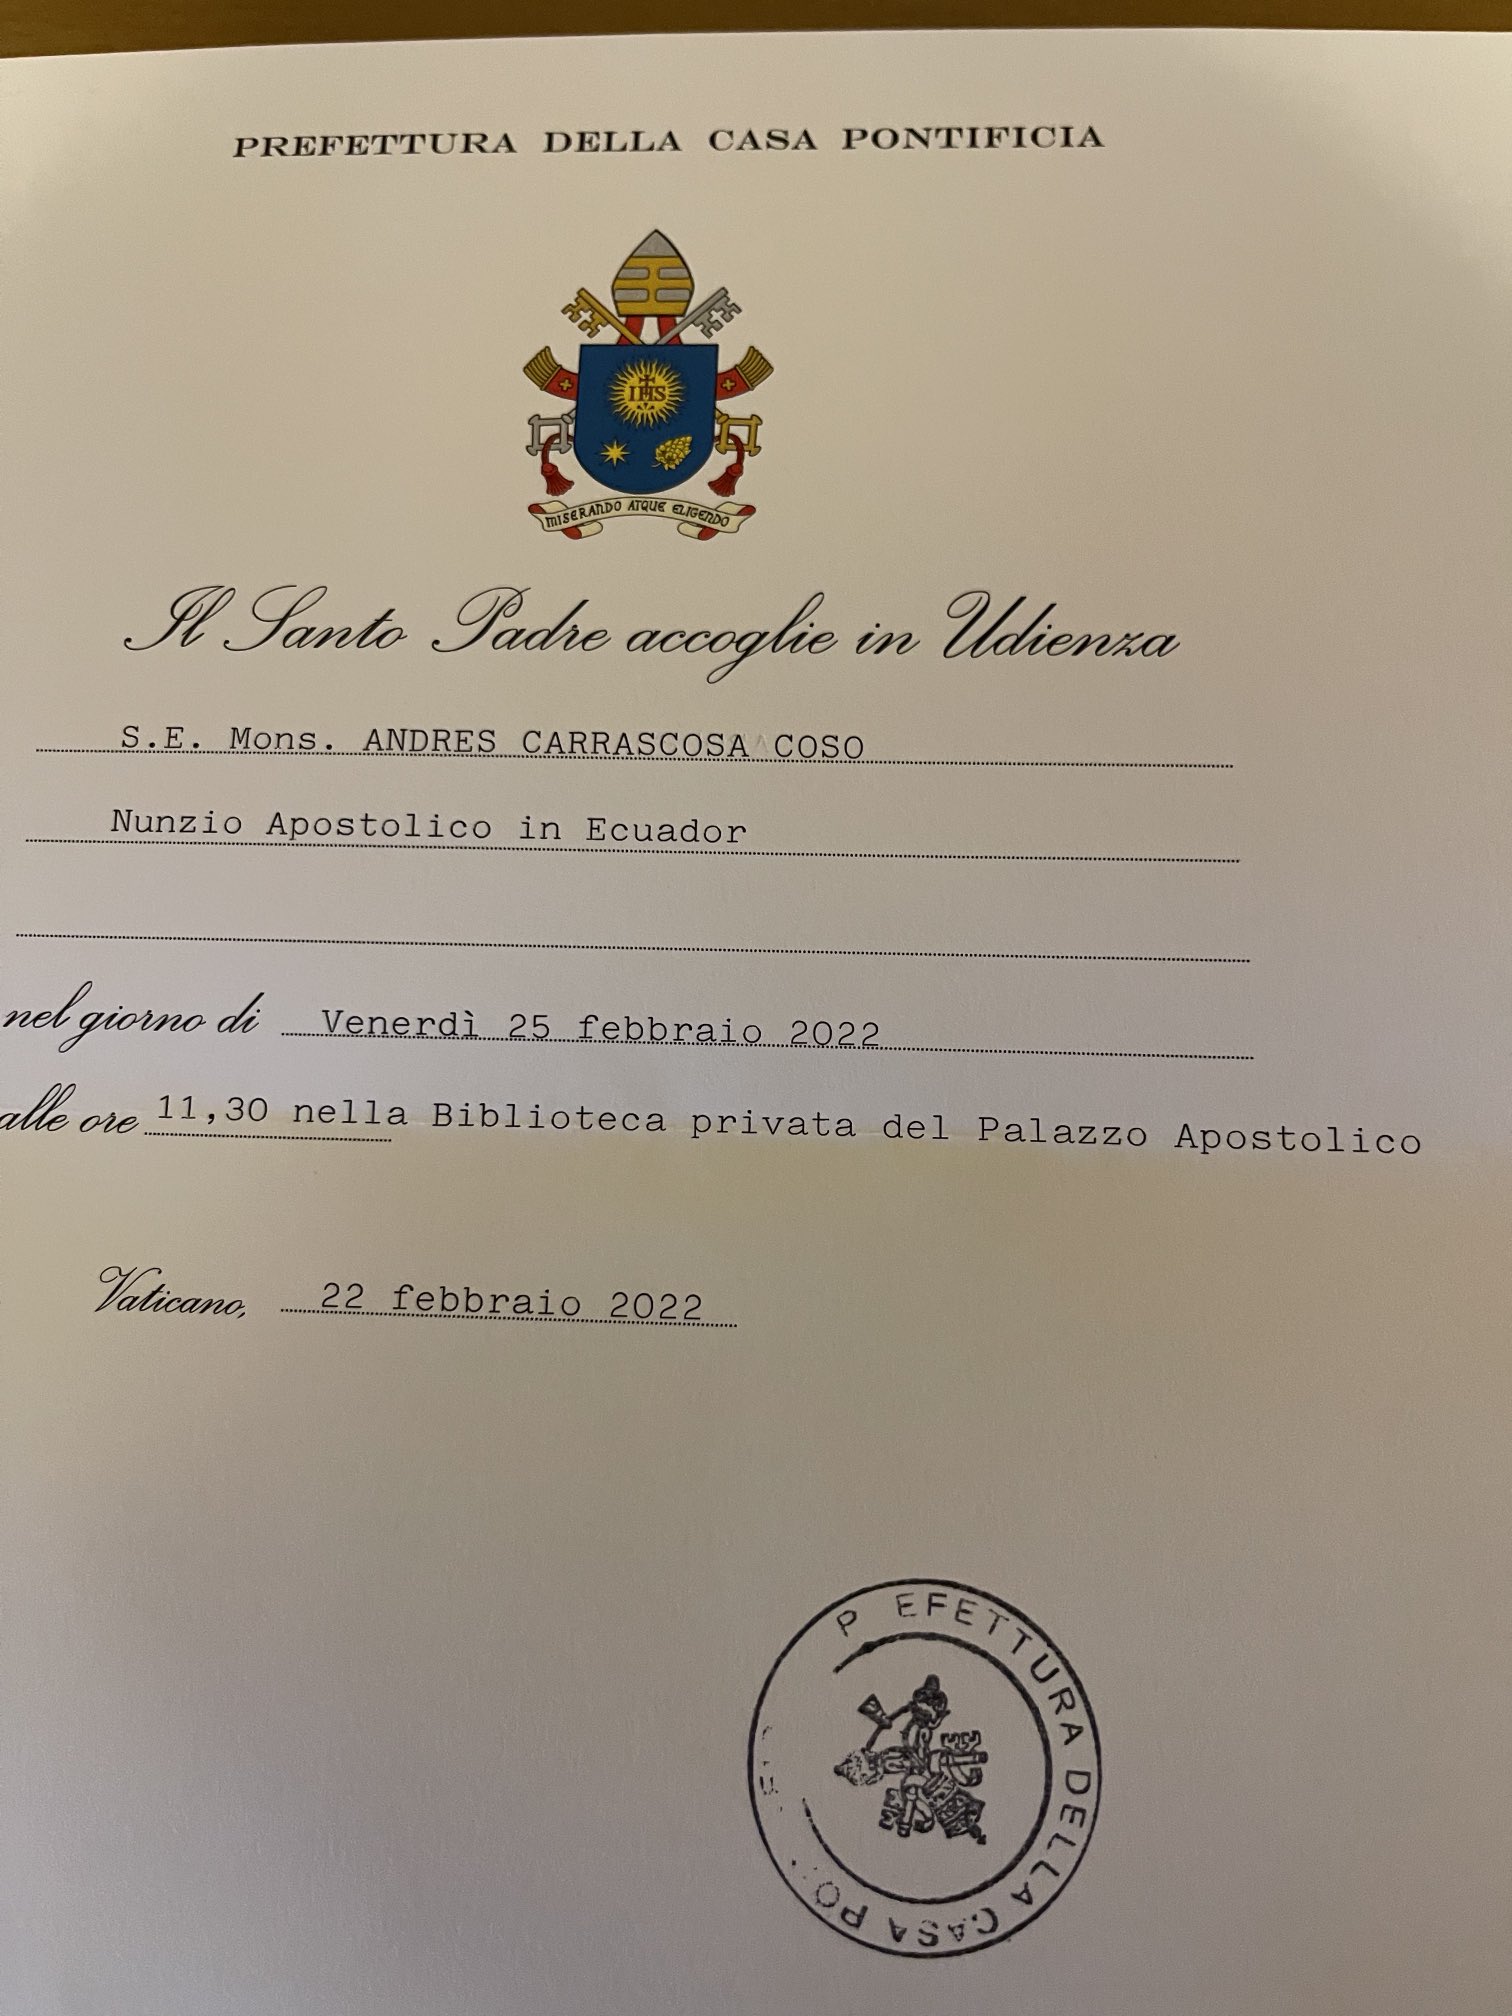 PREFETTURA DELLA CASA PONTIFICIA
IHS
MISERANDO ATQUE ELIGENDO
Il Santo Padre accoglie in Udienza
S.E. Mons. ANDRES CARRASCOSA COSO
Nunzio Apostolico in Ecuador
nel giorno di Venerdì 25 febbraio 2022
alle ore 11,30 nella Biblioteca privata del Palazzo Apostolico
Vaticano, 22 febbraio 2022
P EFETTURA DELLA CASA PO